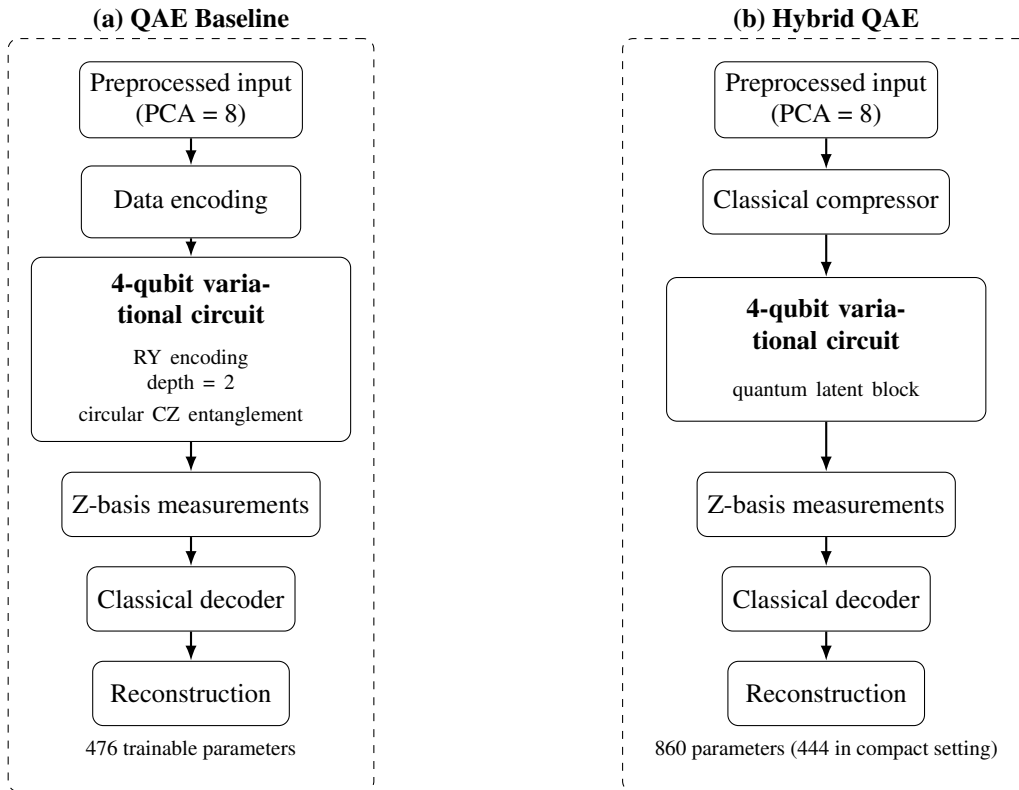 (a) QAE Baseline
Preprocessed input
(PCA = 8)
Data encoding
4-qubit varia-
tional circuit
RY encoding
depth = 2
circular CZ entanglement
Z-basis measurements
Classical decoder
Reconstruction
476 trainable parameters
(b) Hybrid QAE
Preprocessed input
(PCA = 8)
Classical compressor
4-qubit varia-
tional circuit
quantum latent block
Z-basis measurements
Classical decoder
Reconstruction
860 parameters (444 in compact setting)